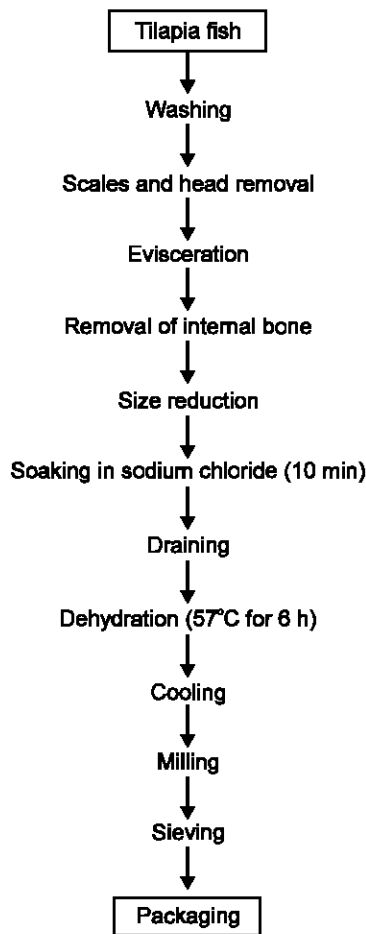 Tilapia fish
Washing
Scales and head removal
Evisceration
Removal of internal bone
Size reduction
Soaking in sodium chloride (10 min)
Draining
Dehydration (57°C for 6 h)
Cooling
Milling
Sieving
Packaging